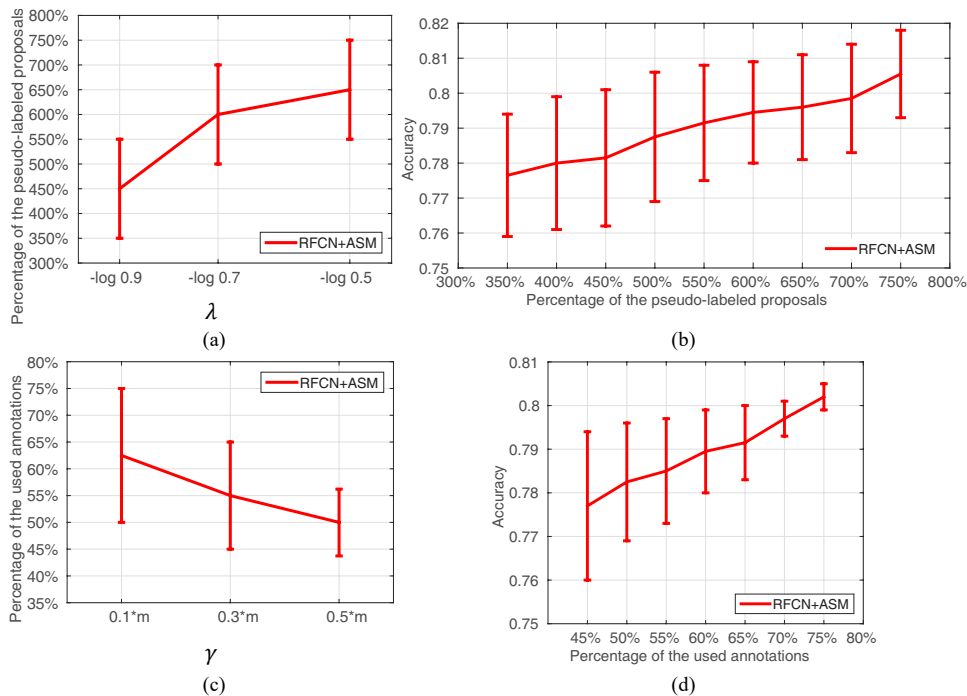 800%
750%
700%
650%
600%
550%
500%
450%
400%
350%
300%
Percentage of the pseudo-labeled proposals
RFCN+ASM
-log 0.9
-log 0.7
-log 0.5
λ
(a)
0.82
0.81
0.8
0.79
0.78
0.77
0.76
0.75
Accuracy
RFCN+ASM
300%
350%
400%
450%
500%
550%
600%
650%
700%
750%
800%
Percentage of the pseudo-labeled proposals
(b)
80%
75%
70%
65%
60%
55%
50%
45%
40%
35%
Percentage of the used annotations
RFCN+ASM
0.1*m
0.3*m
0.5*m
γ
(c)
0.81
0.8
0.79
0.78
0.77
0.76
0.75
Accuracy
RFCN+ASM
45%
50%
55%
60%
65%
70%
75%
80%
Percentage of the used annotations
(d)